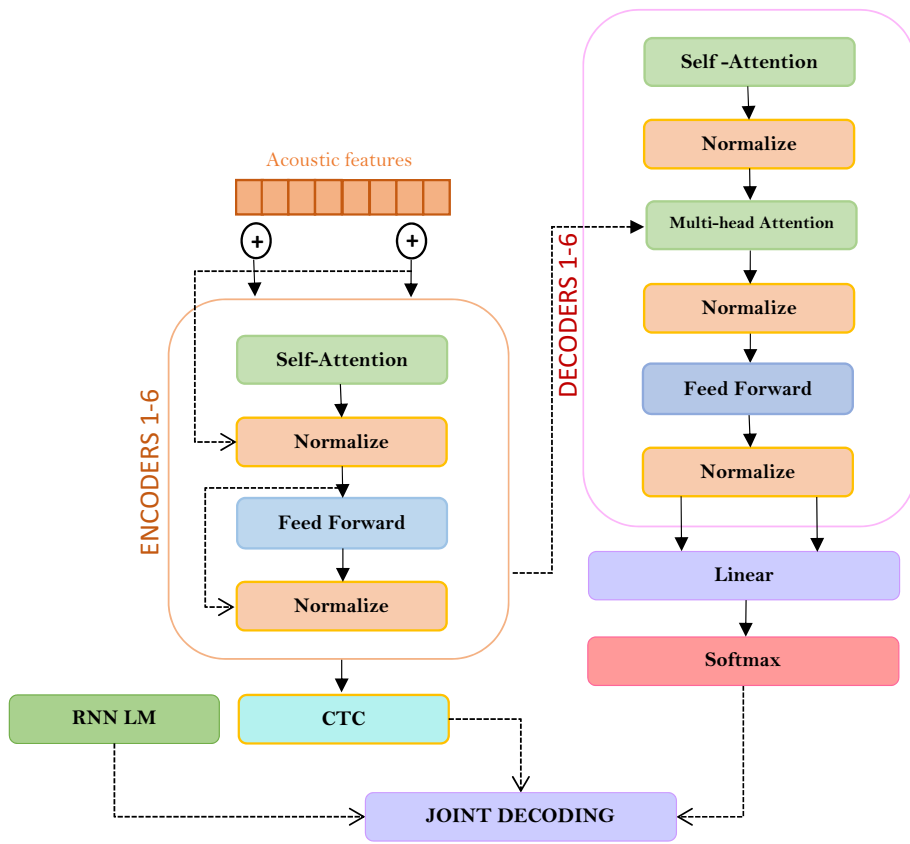 Acoustic features
+
+
ENCODERS 1-6
Self-Attention
Normalize
Feed Forward
Normalize
DECODERS 1-6
Self -Attention
Normalize
Multi-head Attention
Normalize
Feed Forward
Normalize
Linear
Softmax
RNN LM
CTC
JOINT DECODING